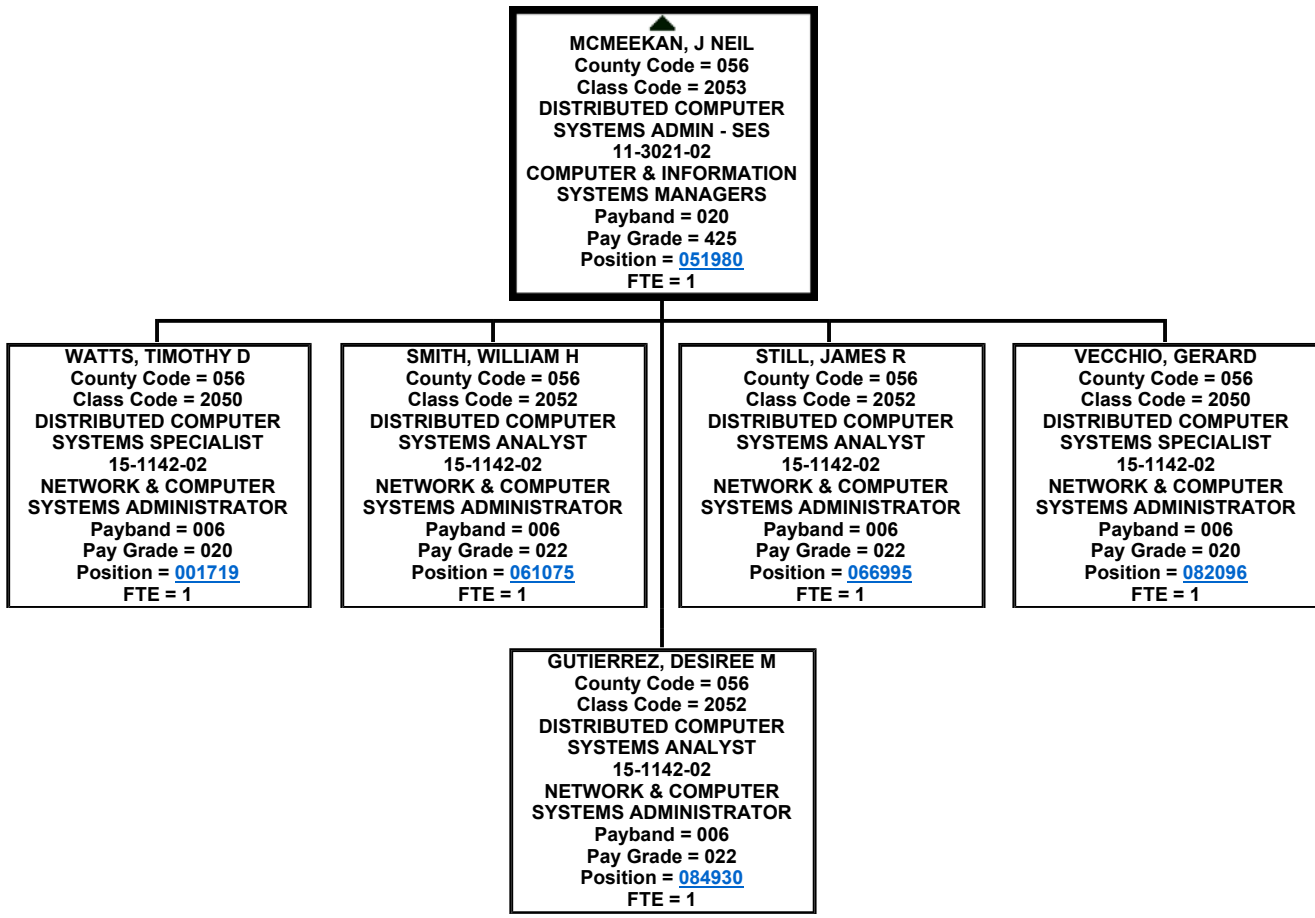 MCMEEKAN, J NEIL
County Code = 056
Class Code = 2053
DISTRIBUTED COMPUTER
SYSTEMS ADMIN - SES
11-3021-02
COMPUTER & INFORMATION
SYSTEMS MANAGERS
Payband = 020
Pay Grade = 425
Position = 051980
FTE = 1
WATTS, TIMOTHY D
County Code = 056
Class Code = 2050
DISTRIBUTED COMPUTER
SYSTEMS SPECIALIST
15-1142-02
NETWORK & COMPUTER
SYSTEMS ADMINISTRATOR
Payband = 006
Pay Grade = 020
Position = 001719
FTE = 1
SMITH, WILLIAM H
County Code = 056
Class Code = 2052
DISTRIBUTED COMPUTER
SYSTEMS ANALYST
15-1142-02
NETWORK & COMPUTER
SYSTEMS ADMINISTRATOR
Payband = 006
Pay Grade = 022
Position = 061075
FTE = 1
STILL, JAMES R
County Code = 056
Class Code = 2052
DISTRIBUTED COMPUTER
SYSTEMS ANALYST
15-1142-02
NETWORK & COMPUTER
SYSTEMS ADMINISTRATOR
Payband = 006
Pay Grade = 022
Position = 066995
FTE = 1
VECCHIO, GERARD
County Code = 056
Class Code = 2050
DISTRIBUTED COMPUTER
SYSTEMS SPECIALIST
15-1142-02
NETWORK & COMPUTER
SYSTEMS ADMINISTRATOR
Payband = 006
Pay Grade = 020
Position = 082096
FTE = 1
GUTIERREZ, DESIREE M
County Code = 056
Class Code = 2052
DISTRIBUTED COMPUTER
SYSTEMS ANALYST
15-1142-02
NETWORK & COMPUTER
SYSTEMS ADMINISTRATOR
Payband = 006
Pay Grade = 022
Position = 084930
FTE = 1